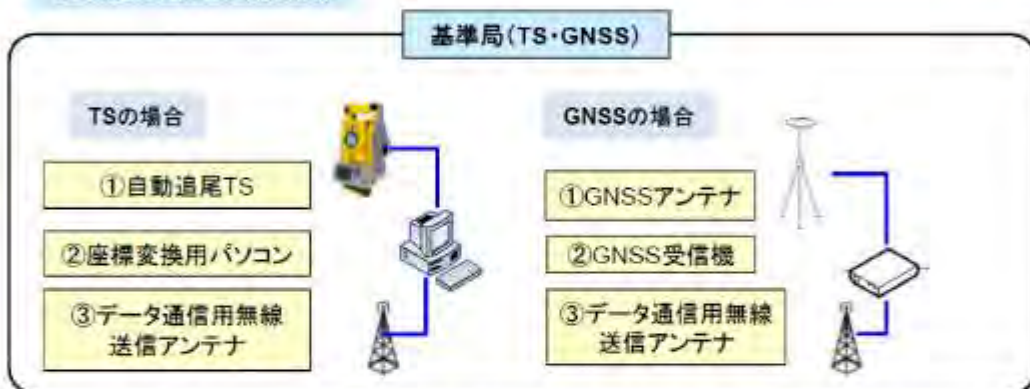 基準局(TS・GNSS)
TSの場合
①自動追尾TS
②座標変換用パソコン
③データ通信用無線
送信アンテナ
GNSSの場合
①GNSSアンテナ
②GNSS受信機
③データ通信用無線
送信アンテナ